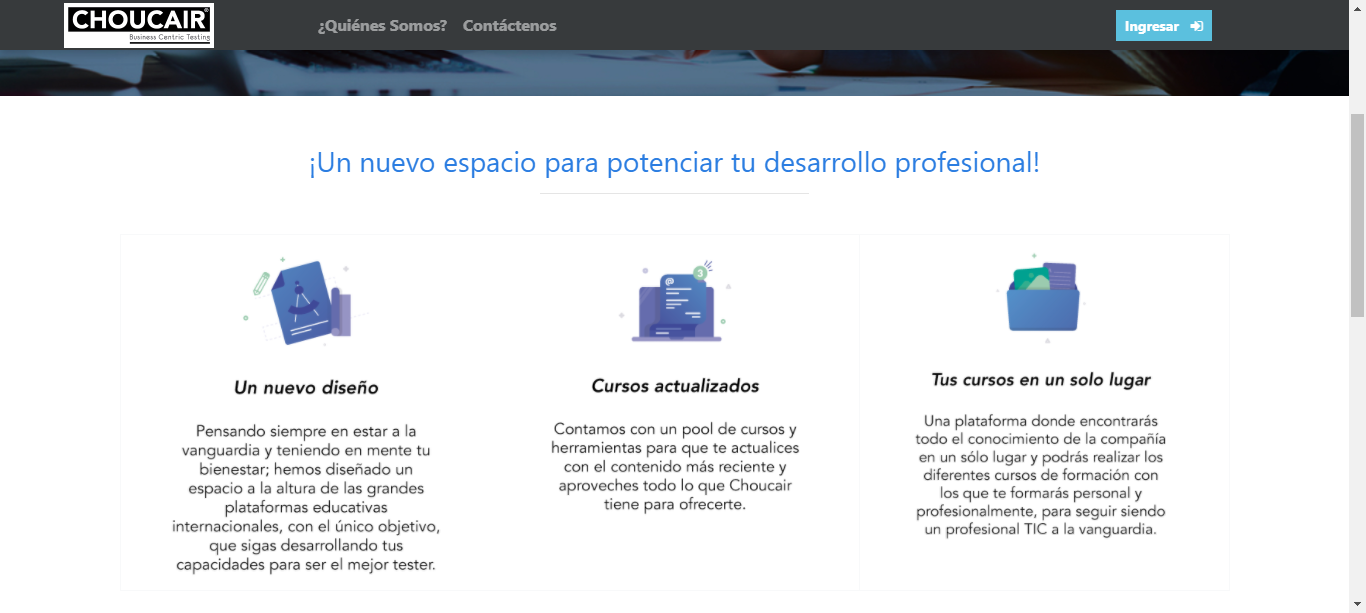 CHOUCAIR®
Business Centric Testing
¿Quiénes Somos? Contáctenos
Ingresar
¡Un nuevo espacio para potenciar tu desarrollo profesional!
3
@
Un nuevo diseño
Pensando siempre en estar a la
vanguardia y teniendo en mente tu
bienestar; hemos diseñado un
espacio a la altura de las grandes
plataformas educativas
internacionales, con el único objetivo,
que sigas desarrollando tus
capacidades para ser el mejor tester.
Cursos actualizados
Contamos con un pool de cursos y
herramientas para que te actualices
con el contenido más reciente y
aproveches todo lo que Choucair
tiene para ofrecerte.
Tus cursos en un solo lugar
Una plataforma donde encontrarás
todo el conocimiento de la compañía
en un sólo lugar y podrás realizar los
diferentes cursos de formación con
los que te formarás personal y
profesionalmente, para seguir siendo
un profesional TIC a la vanguardia.